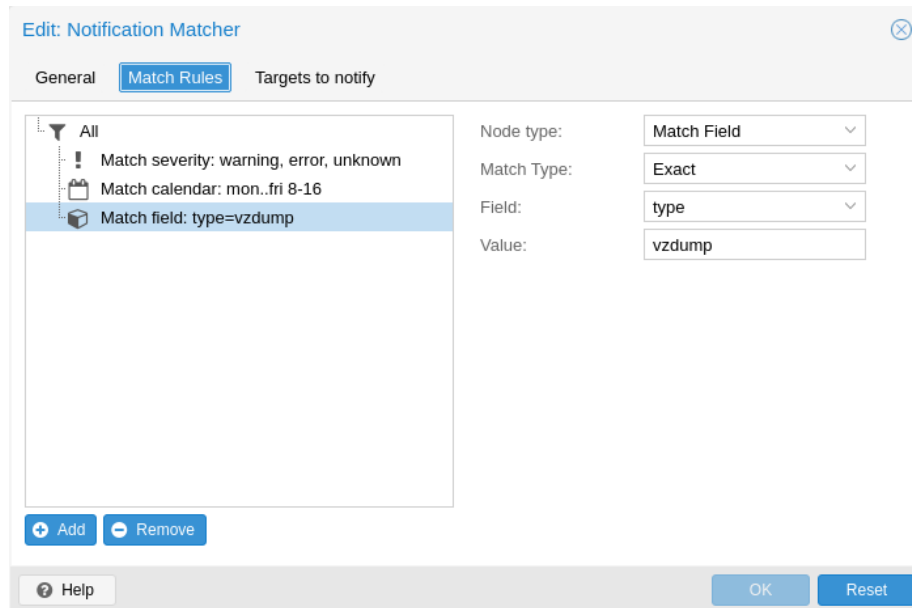 Edit: Notification Matcher
General Match Rules Targets to notify
All
Match severity: warning, error, unknown
Match calendar: mon..fri 8-16
Match field: type=vzdump
Node type: Match Field
Match Type: Exact
Field: type
Value: vzdump
Add Remove
Help OK Reset